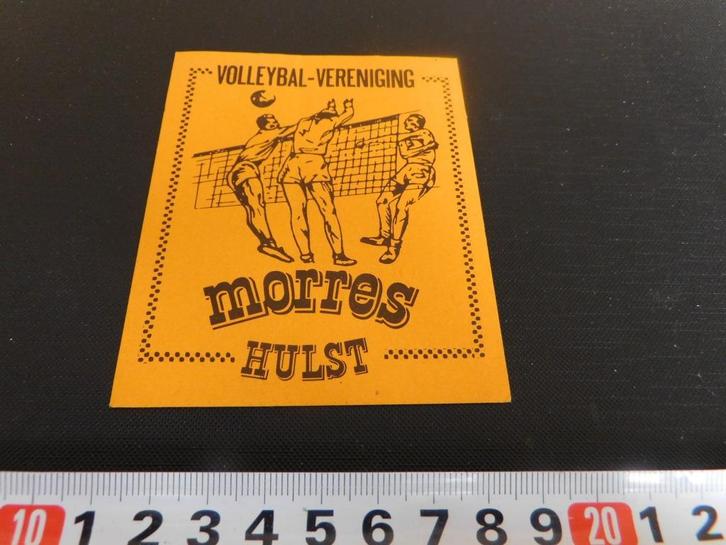 VOLLEYBAL-VERENIGING
morres
HULST
10 1 2 3 4 5 6 7 8 9 20 1 2